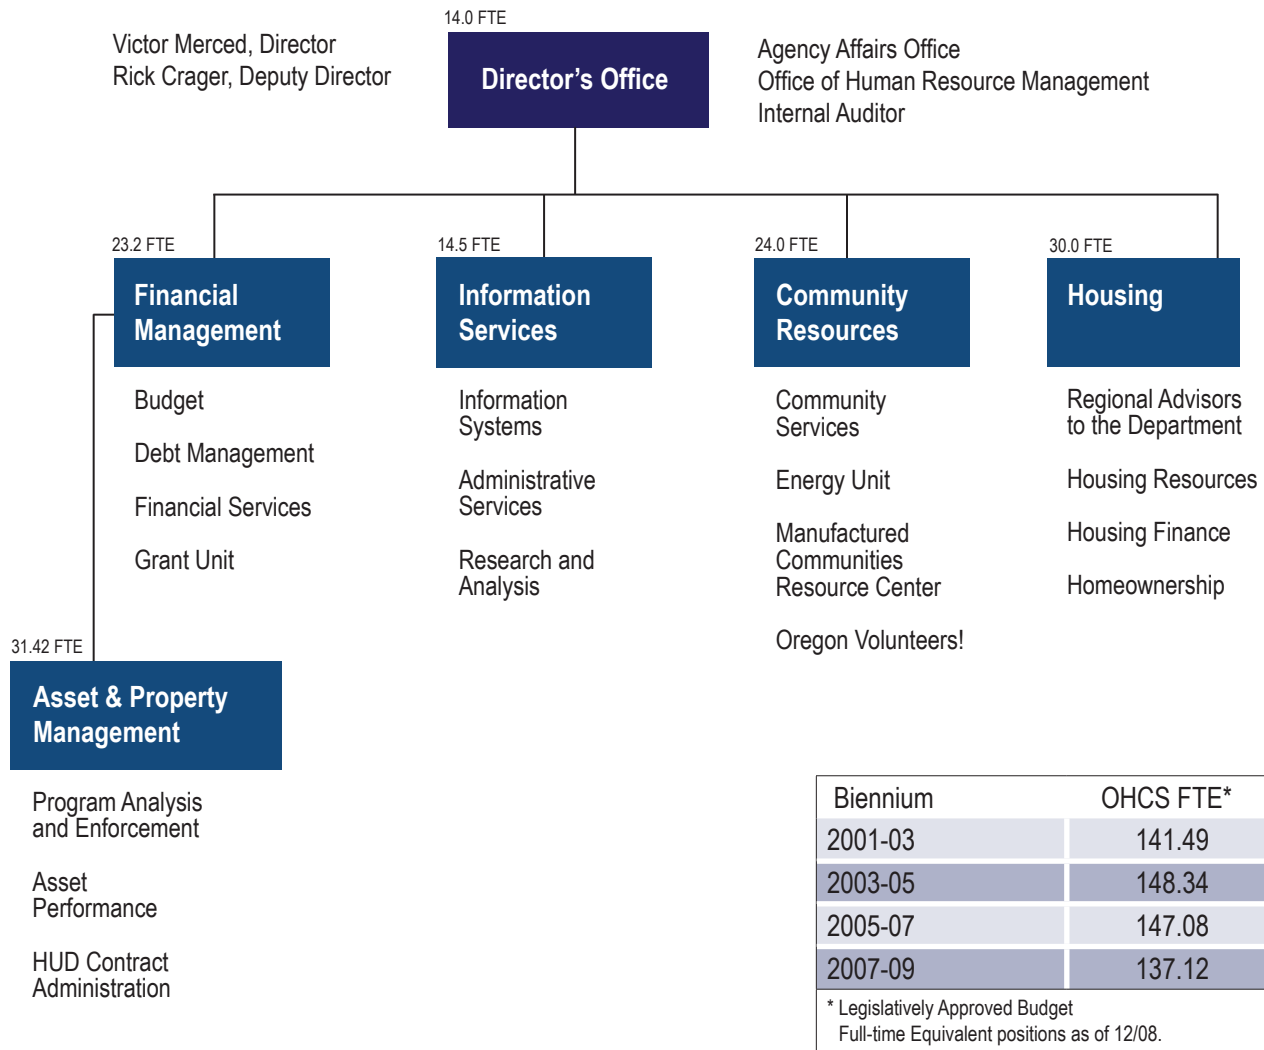 14.0 FTE
Victor Merced, Director
Rick Crager, Deputy Director
Director’s Office
Agency Affairs Office
Office of Human Resource Management
Internal Auditor
23.2 FTE
Financial
Management
Budget
Debt Management
Financial Services
Grant Unit
14.5 FTE
Information
Services
Information
Systems
Administrative
Services
Research and
Analysis
24.0 FTE
Community
Resources
Community
Services
Energy Unit
Manufactured
Communities
Resource Center
Oregon Volunteers!
30.0 FTE
Housing
Regional Advisors
to the Department
Housing Resources
Housing Finance
Homeownership
31.42 FTE
Asset & Property
Management
Program Analysis
and Enforcement
Asset
Performance
HUD Contract
Administration
Biennium OHCS FTE*
2001-03 141.49
2003-05 148.34
2005-07 147.08
2007-09 137.12
* Legislatively Approved Budget
Full-time Equivalent positions as of 12/08.